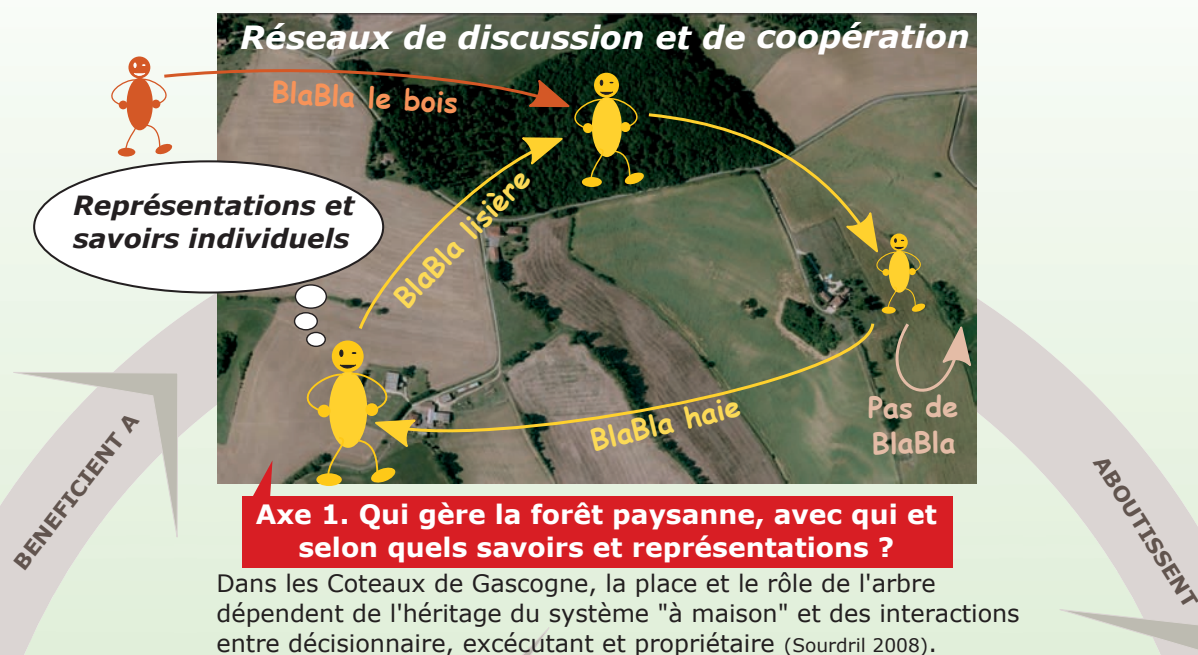 Réseaux de discussion et de coopération
BlaBla le bois
Représentations et
savoirs individuels
BlaBla lisière
BlaBla haie
Pas de
BlaBla
BENEFICIENT A
ABOUTISSENT
Axe 1. Qui gère la forêt paysanne, avec qui et
selon quels savoirs et représentations ?
Dans les Coteaux de Gascogne, la place et le rôle de l'arbre
dépendent de l'héritage du système "à maison" et des interactions
entre décisionnaire, excécutant et propriétaire (Sourdril 2008).